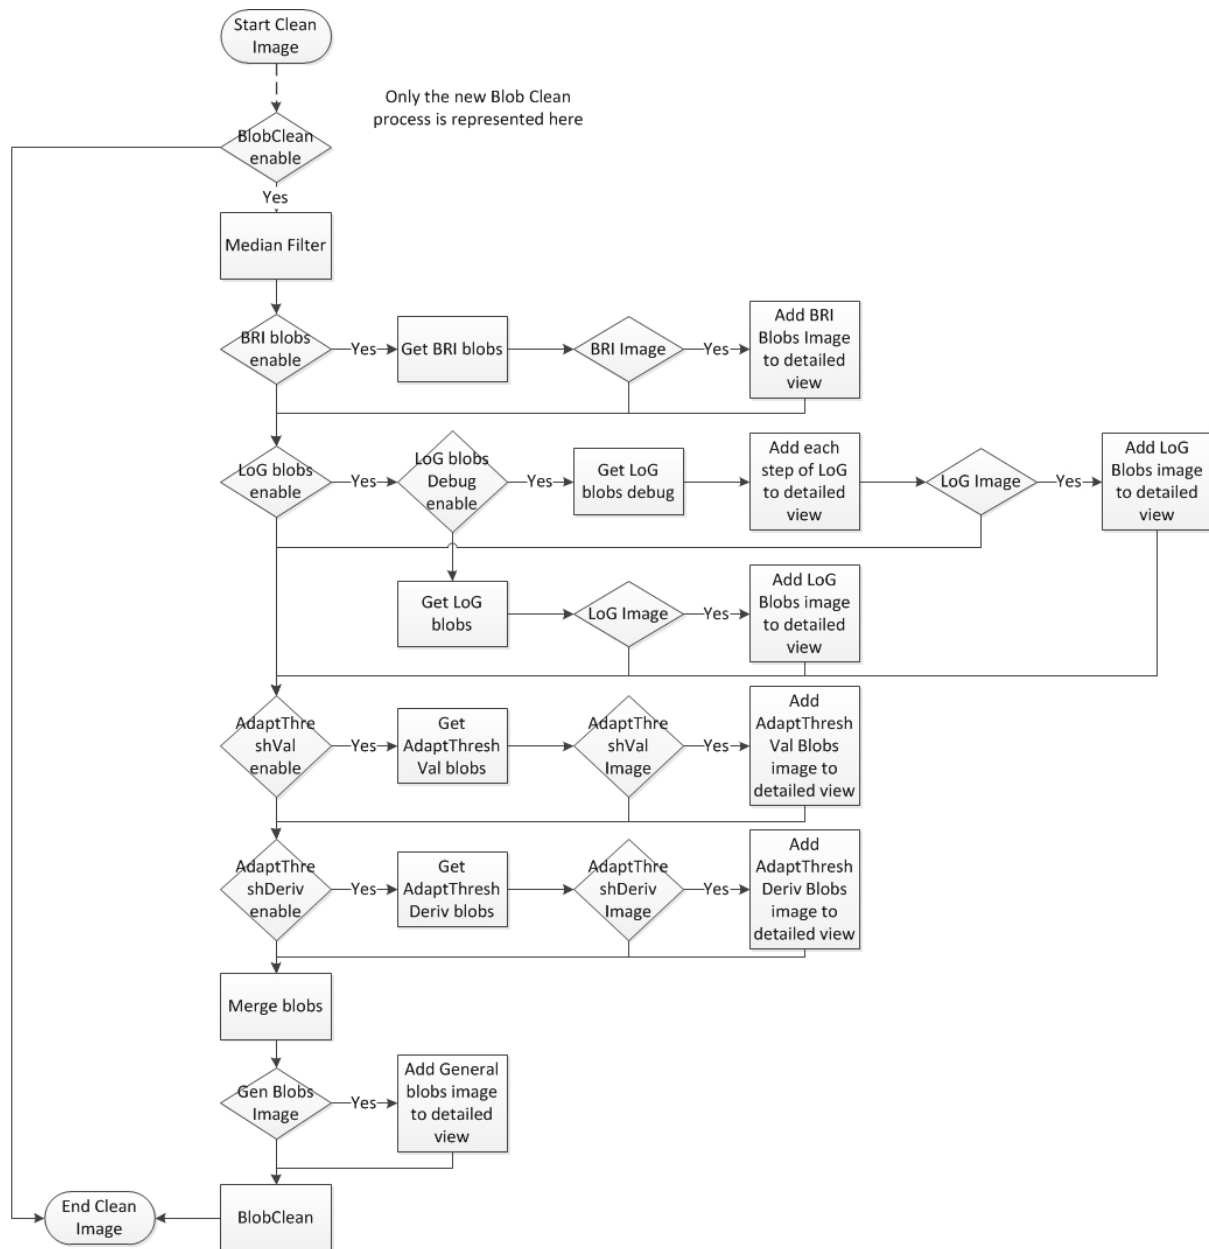 Start Clean
Image
Only the new Blob Clean
process is represented here
BlobClean
enable
Yes
Median Filter
BRI blobs
enable
Yes
Get BRI blobs
BRI Image
Yes
Add BRI
Blobs Image
to detailed
view
LoG blobs
enable
Yes
LoG blobs
Debug
enable
Yes
Get LoG
blobs debug
Add each
step of LoG
to detailed
view
LoG Image
Yes
Add LoG
Blobs image
to detailed
view
Get LoG
blobs
LoG Image
Yes
Add LoG
Blobs image
to detailed
view
AdaptThre
shVal
enable
Yes
Get
AdaptThresh
Val blobs
AdaptThre
shVal
Image
Yes
Add
AdaptThresh
Val Blobs
image to
detailed view
AdaptThre
shDeriv
enable
Yes
Get
AdaptThresh
Deriv blobs
AdaptThre
shDeriv
Image
Yes
Add
AdaptThresh
Deriv Blobs
image to
detailed view
Merge blobs
Gen Blobs
Image
Yes
Add General
blobs image
to detailed
view
End Clean
Image
BlobClean